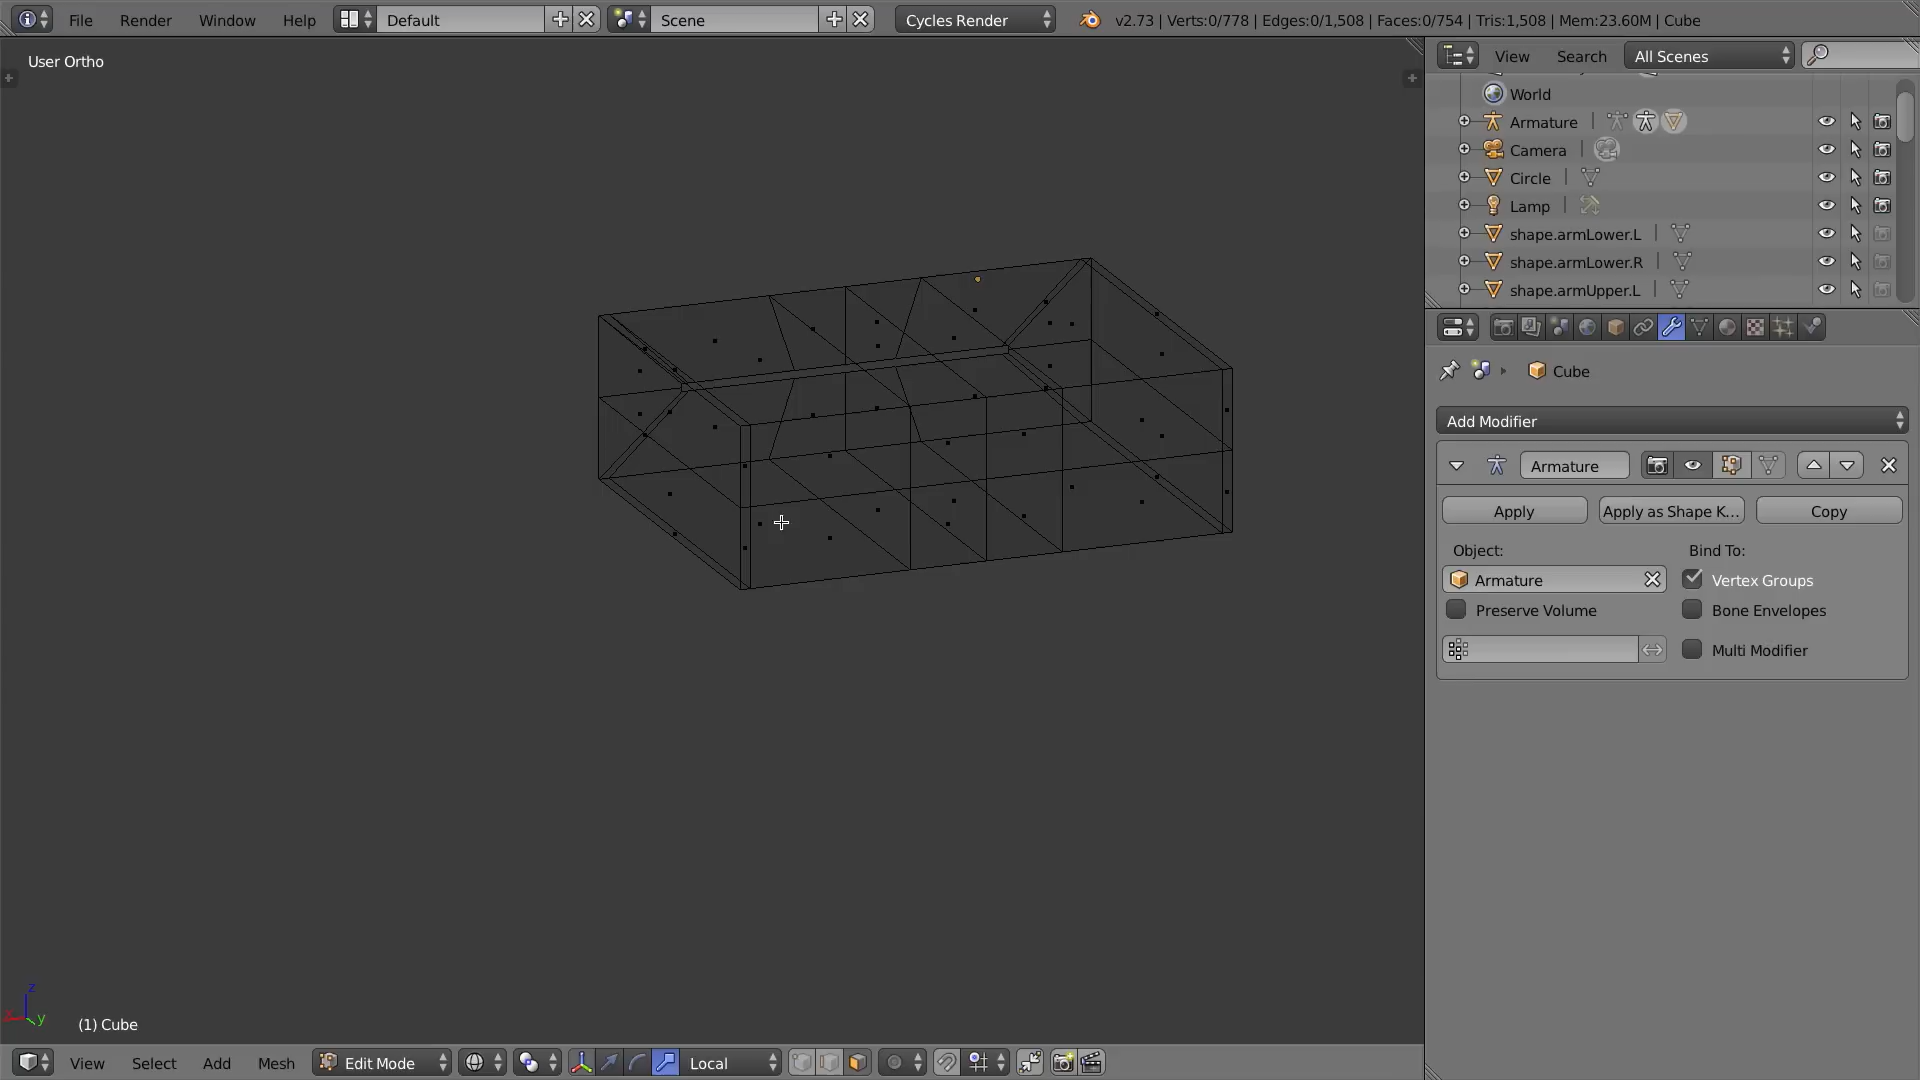 File Render Window Help Default Scene Cycles Render v2.73 | Verts:0/778 | Edges:0/1,508 | Faces:0/754 | Tris:1,508 | Mem:23.60M | Cube
User Ortho
View Search All Scenes
World
Armature
Camera
Circle
Lamp
shape.armLower.L
shape.armLower.R
shape.armUpper.L
Cube
Add Modifier
Armature
Apply Apply as Shape K... Copy
Object: Bind To:
Armature Vertex Groups
Preserve Volume Bone Envelopes
Multi Modifier
z
y
(1) Cube
View Select Add Mesh Edit Mode Local